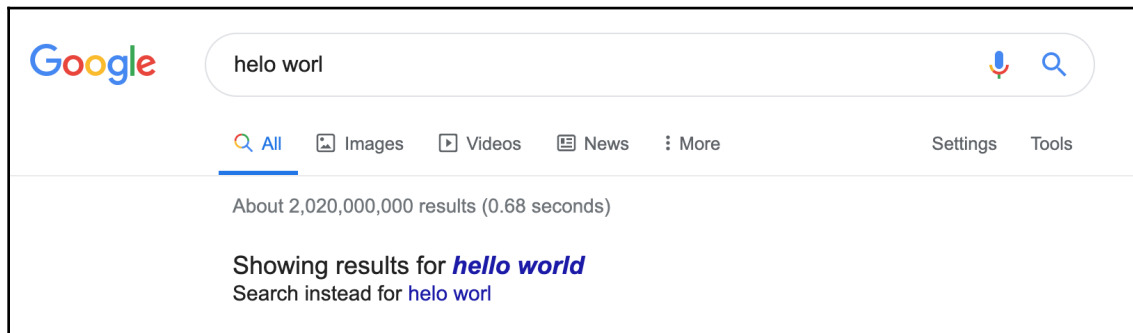 Google helo worl
All Images Videos News More Settings Tools
About 2,020,000,000 results (0.68 seconds)
Showing results for hello world
Search instead for helo worl